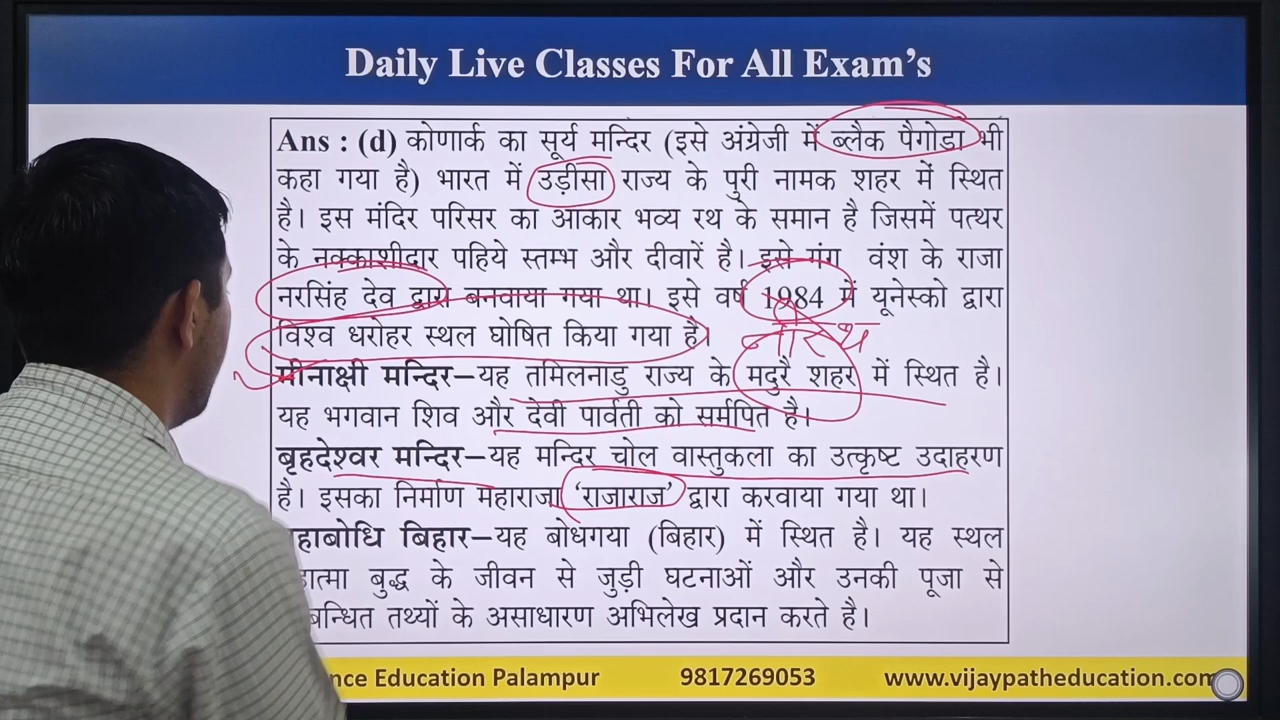 Daily Live Classes For All Exam's
Ans : (d) कोणार्क का सूर्य मन्दिर (इसे अंग्रेजी में ब्लैक पैगोडा भी
कहा गया है) भारत में उड़ीसा राज्य के पुरी नामक शहर में स्थित
है। इस मंदिर परिसर का आकार भव्य रथ के समान है जिसमें पत्थर
के नक्काशीदार पहिये स्तम्भ और दीवारें है। इसे गंग वंश के राजा
नरसिंह देव द्वारा बनवाया गया था। इसे वर्ष 1984 में यूनेस्को द्वारा
विश्व धरोहर स्थल घोषित किया गया है।
मीनाक्षी मन्दिर–यह तमिलनाडु राज्य के मदुरै शहर में स्थित है।
यह भगवान शिव और देवी पार्वती को सर्मपित है।
बृहदेश्वर मन्दिर–यह मन्दिर चोल वास्तुकला का उत्कृष्ट उदाहरण
है। इसका निर्माण महाराजा 'राजाराज' द्वारा करवाया गया था।
बिहार–यह बोधगया (बिहार) में स्थित है। यह स्थल
बुद्ध के जीवन से जुड़ी घटनाओं और उनकी पूजा से
तथ्यों के असाधारण अभिलेख प्रदान करते है।
Education Palampur 9817269053 www.vijaypatheducation.com